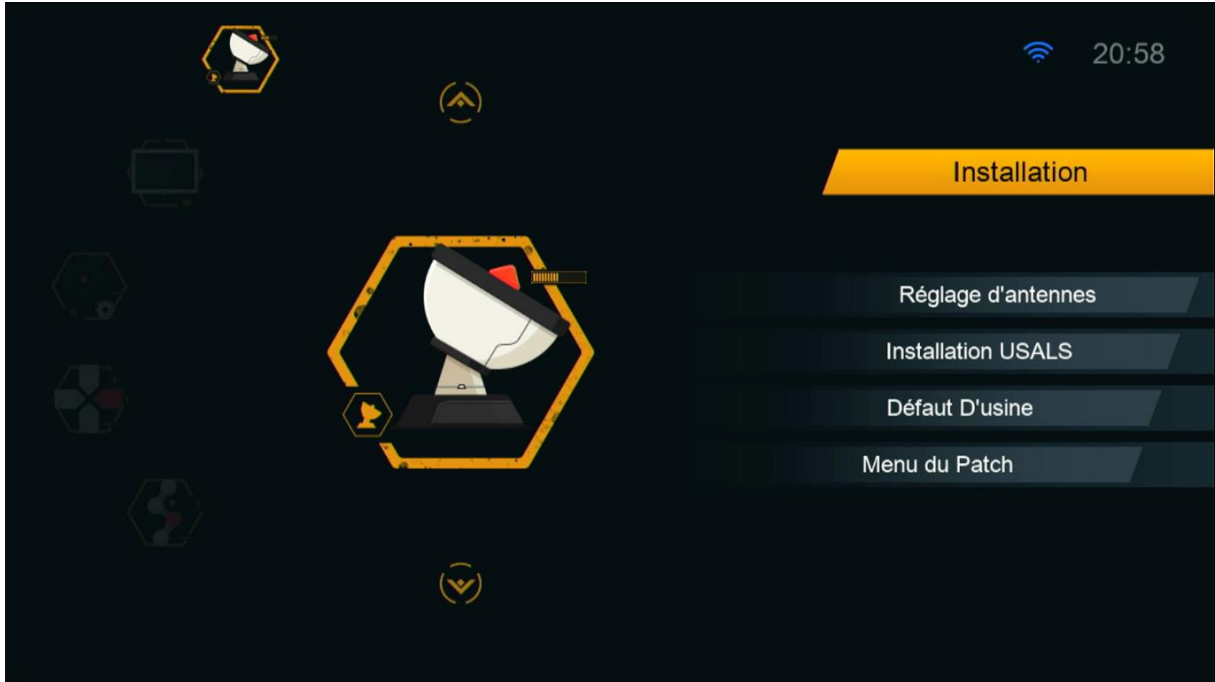 20:58
Installation
Réglage d'antennes
Installation USALS
Défaut D'usine
Menu du Patch